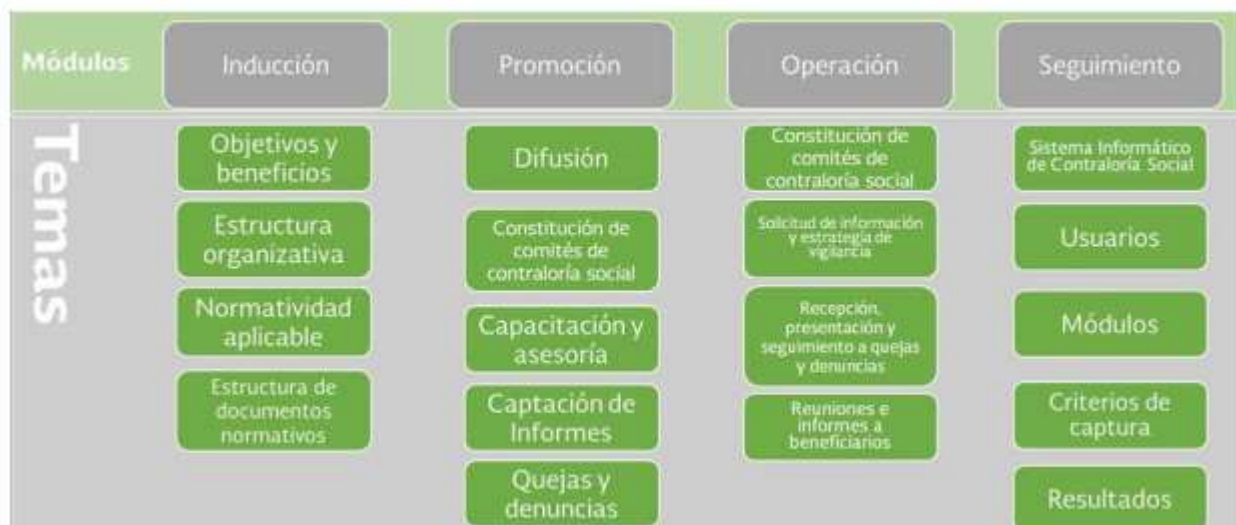 Módulos
Inducción
Promoción
Operación
Seguimiento
Temas
Objetivos y
beneficios
Estructura
organizativa
Normatividad
aplicable
Estructura de
documentos
normativos
Difusión
Constitución de
comités de
contraloría social
Capacitación y
asesoría
Captación de
Informes
Quejas y
denuncias
Constitución de
comités de
contraloría social
Solicitud de información
y estrategia de
vigilancia
Recepción,
presentación y
seguimiento a quejas
y denuncias
Reuniones e
informes a
beneficiarios
Sistema Informático
de Contraloría Social
Usuarios
Módulos
Criterios de
captura
Resultados